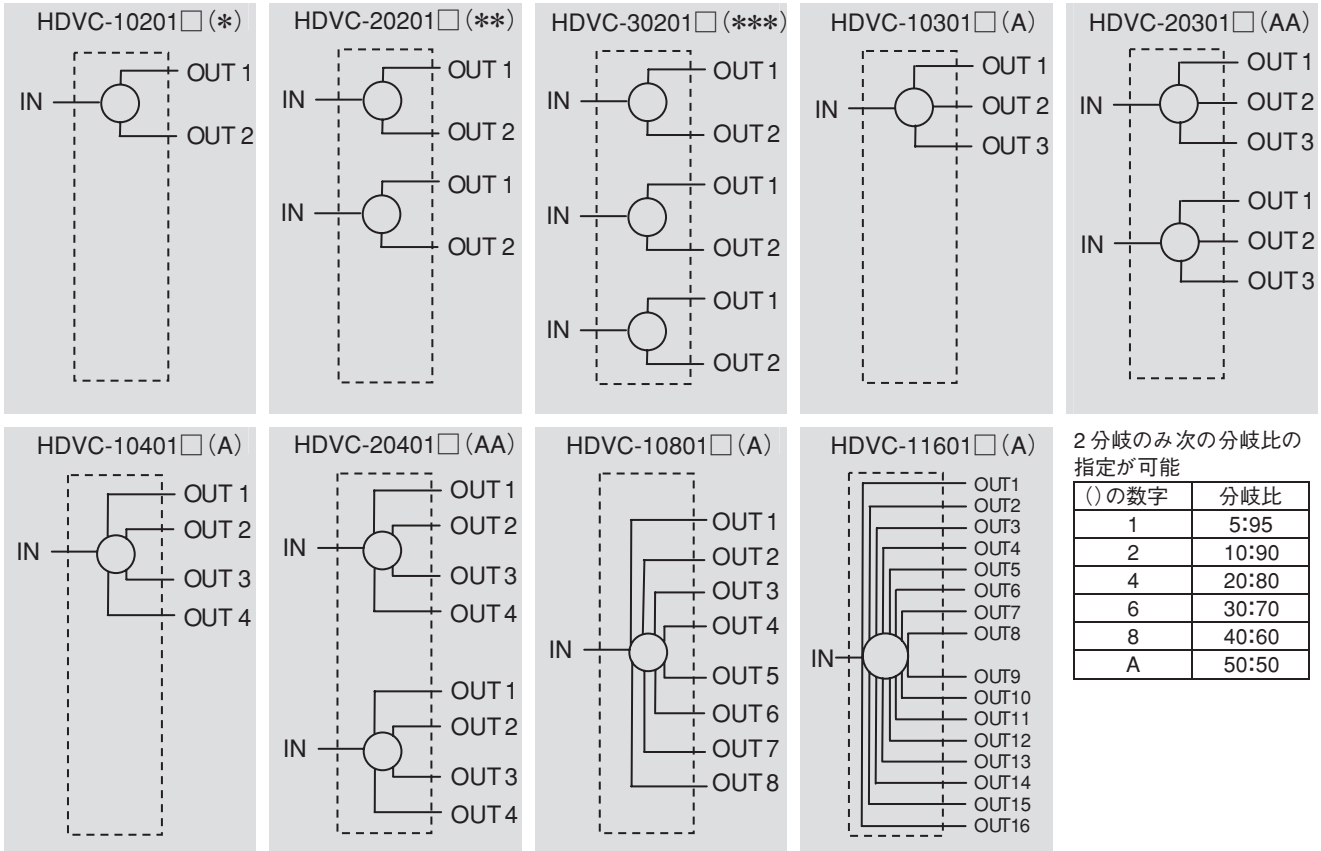 HDVC-10201□(*)
IN
OUT 1
OUT 2
HDVC-20201□(**)
IN
OUT 1
OUT 2
IN
OUT 1
OUT 2
HDVC-30201□(***)
IN
OUT 1
OUT 2
IN
OUT 1
OUT 2
IN
OUT 1
OUT 2
HDVC-10301□(A)
IN
OUT 1
OUT 2
OUT 3
HDVC-20301□(AA)
IN
OUT 1
OUT 2
OUT 3
IN
OUT 1
OUT 2
OUT 3
HDVC-10401□(A)
IN
OUT 1
OUT 2
OUT 3
OUT 4
HDVC-20401□(AA)
IN
OUT 1
OUT 2
OUT 3
OUT 4
IN
OUT 1
OUT 2
OUT 3
OUT 4
HDVC-10801□(A)
IN
OUT 1
OUT 2
OUT 3
OUT 4
OUT 5
OUT 6
OUT 7
OUT 8
HDVC-11601□(A)
IN
OUT1
OUT2
OUT3
OUT4
OUT5
OUT6
OUT7
OUT8
OUT9
OUT10
OUT11
OUT12
OUT13
OUT14
OUT15
OUT16
2分岐のみ次の分岐比の
指定が可能
()の数字 分岐比
1 5:95
2 10:90
4 20:80
6 30:70
8 40:60
A 50:50